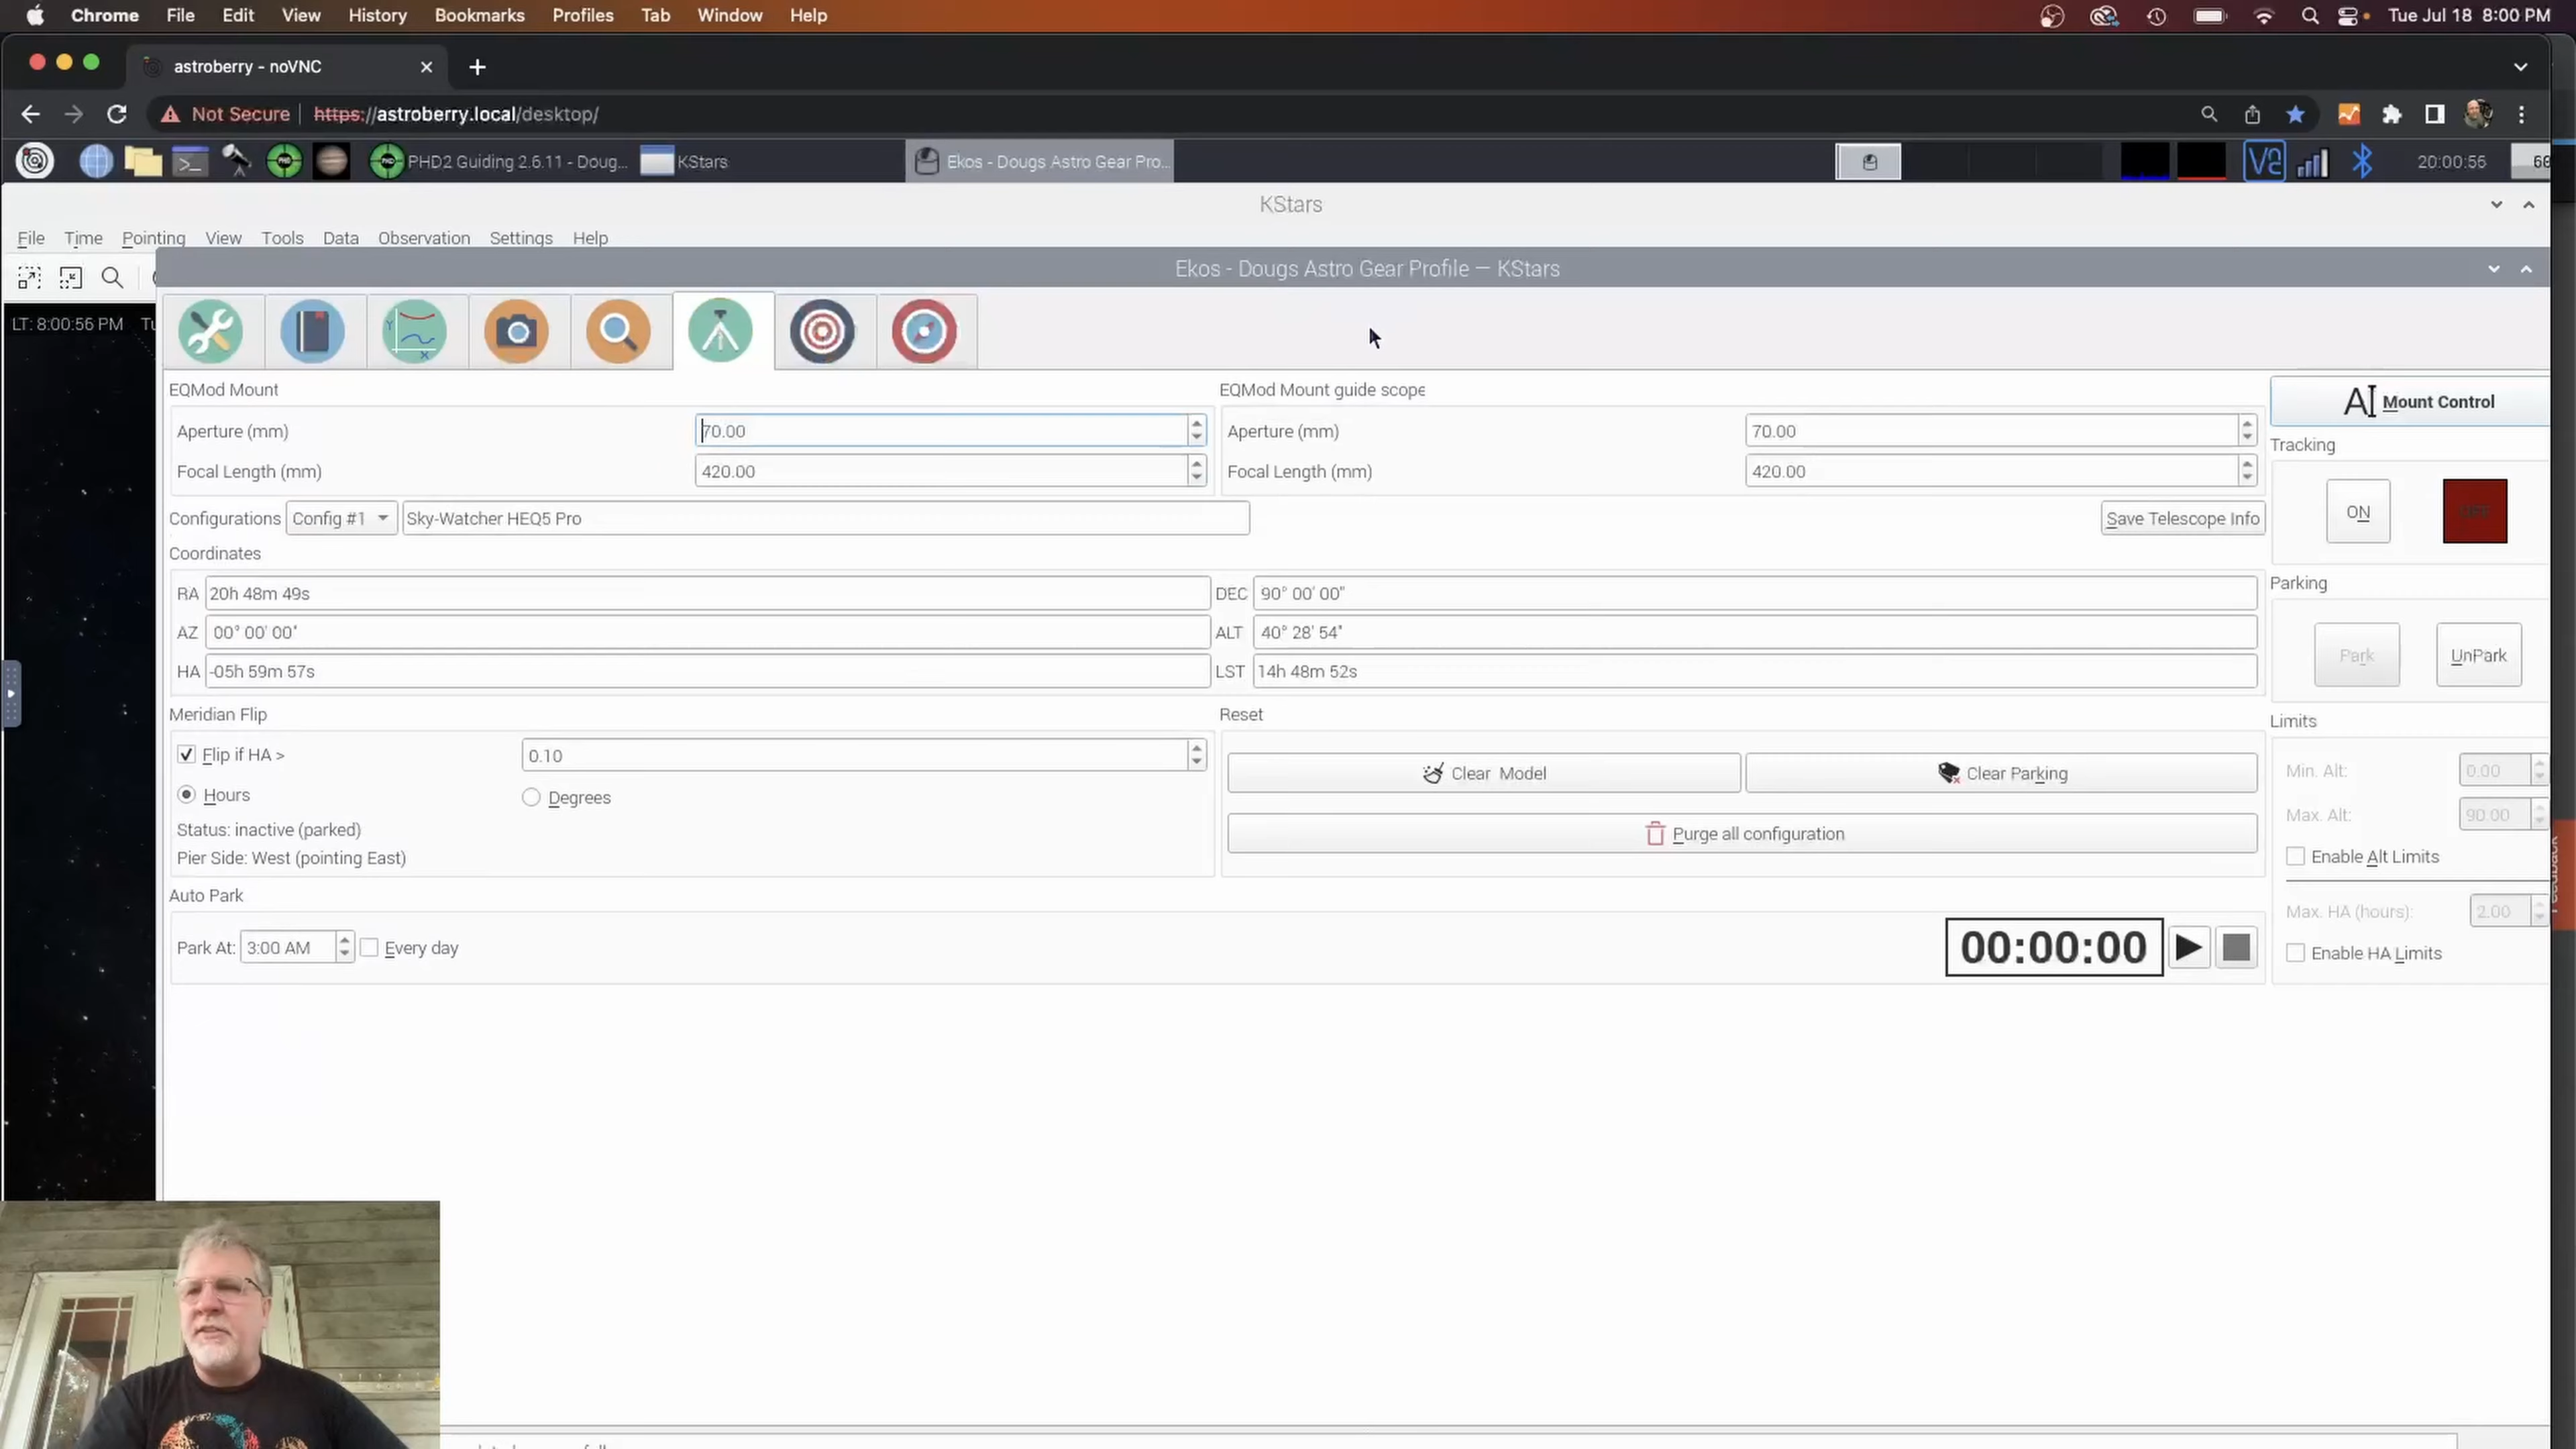 Chrome File Edit View History Bookmarks Profiles Tab Window Help Tue Jul 18 8:00 PM
astroberry - noVNC
Not Secure https://astroberry.local/desktop/
PHD2 Guiding 2.6.11 - Doug... KStars Ekos - Dougs Astro Gear Pro... 20:00:56
KStars
File Time Pointing View Tools Data Observation Settings Help
Ekos - Dougs Astro Gear Profile — KStars
LT: 8:00:56 PM
EQMod Mount EQMod Mount guide scope
Mount Control
Aperture (mm) 70.00 Aperture (mm) 70.00
Tracking
Focal Length (mm) 420.00 Focal Length (mm) 420.00
ON OFF
Configurations Config #1 Sky-Watcher HEQ5 Pro Save Telescope Info
Coordinates
RA 20h 48m 49s DEC 90° 00' 00"
Parking
AZ 00° 00' 00" ALT 40° 28' 54"
Park UnPark
HA -05h 59m 57s LST 14h 48m 52s
Meridian Flip Reset Limits
Flip if HA > 0.10
Clear Model Clear Parking
Min. Alt: 0.00
Hours Degrees
Max. Alt: 90.00
Status: inactive (parked)
Purge all configuration
Pier Side: West (pointing East)
Enable Alt Limits
Auto Park
Max. HA (hours): 2.00
Park At: 3:00 AM Every day 00:00:00
Enable HA Limits